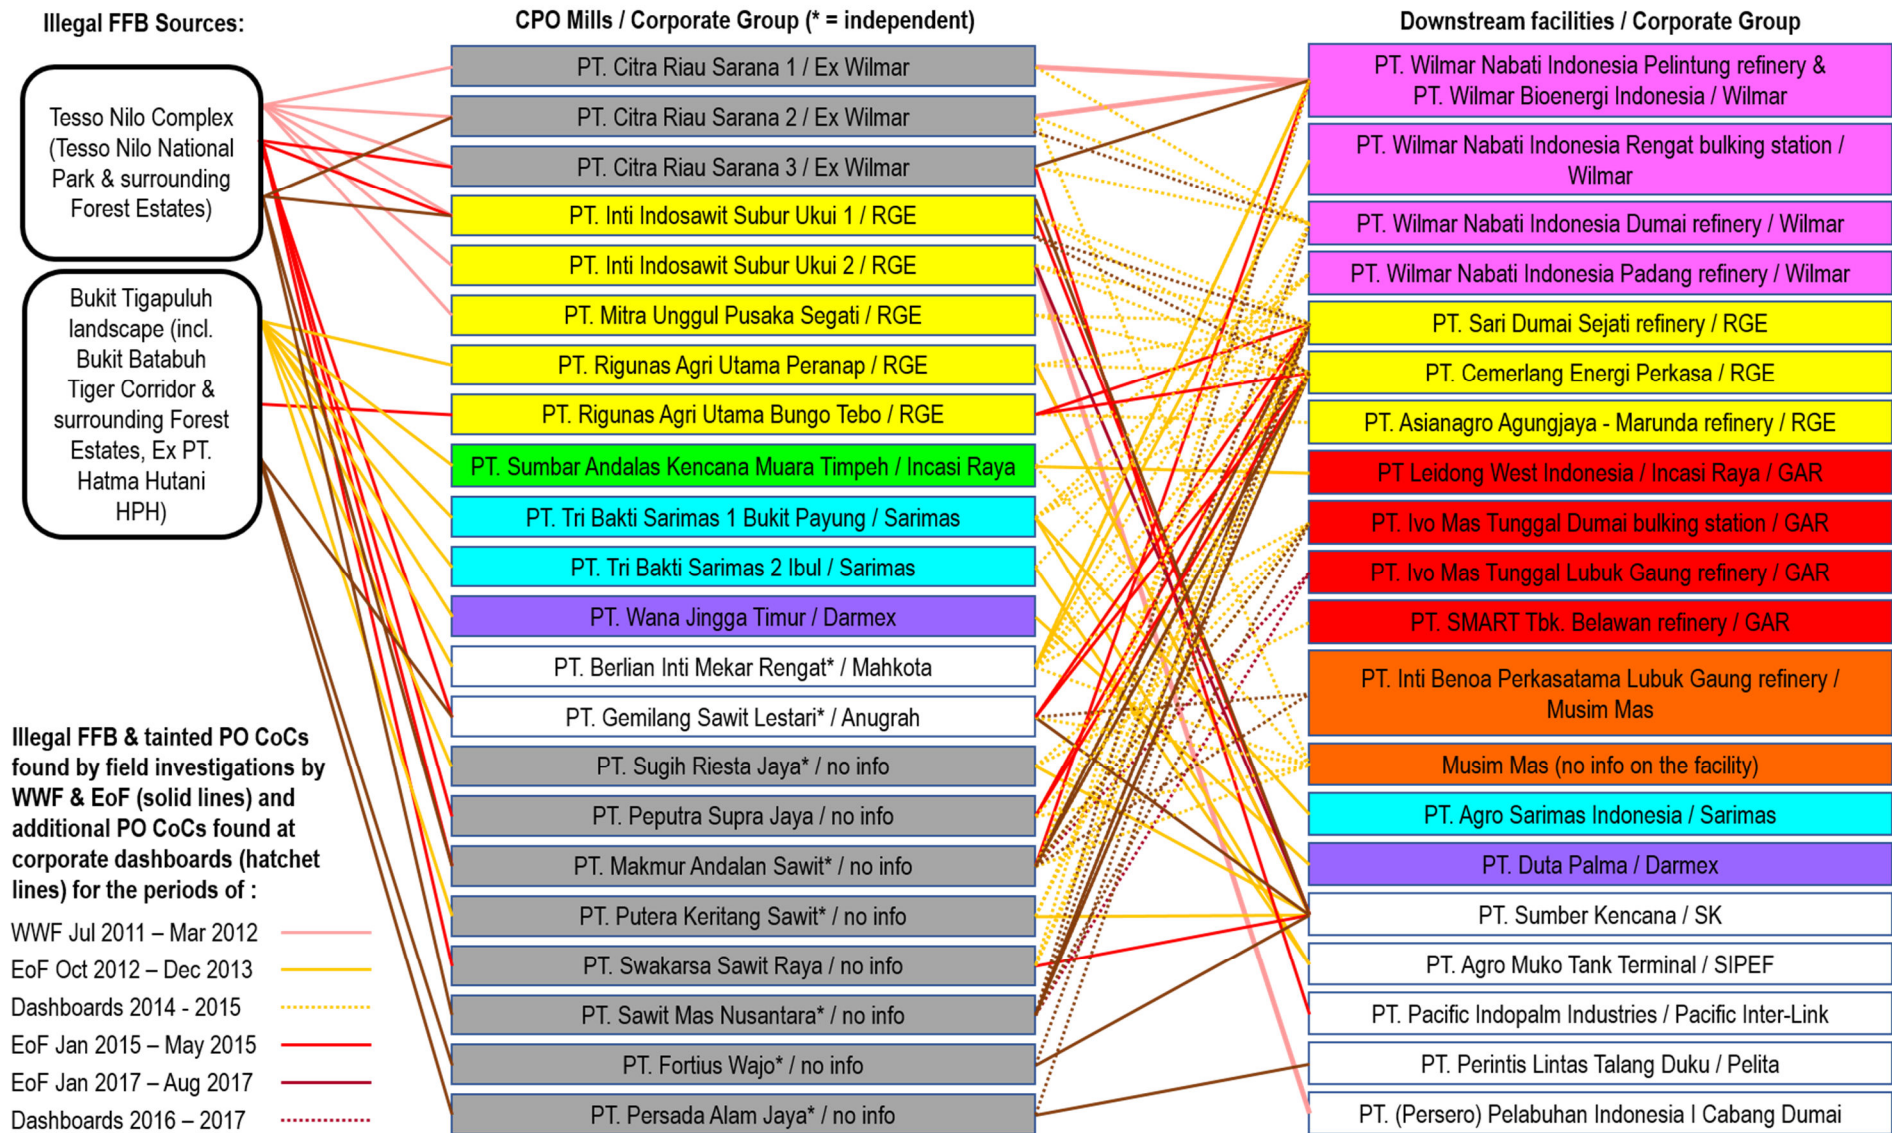 Illegal FFB Sources:
Tesso Nilo Complex
(Tesso Nilo National
Park & surrounding
Forest Estates)
Bukit Tigapuluh
landscape (incl.
Bukit Batabuh
Tiger Corridor &
surrounding Forest
Estates, Ex PT.
Hatma Hutani
HPH)
Illegal FFB & tainted PO CoCs
found by field investigations by
WWF & EoF (solid lines) and
additional PO CoCs found at
corporate dashboards (hatchet
lines) for the periods of :
WWF Jul 2011 – Mar 2012
EoF Oct 2012 – Dec 2013
Dashboards 2014 - 2015
EoF Jan 2015 – May 2015
EoF Jan 2017 – Aug 2017
Dashboards 2016 – 2017
CPO Mills / Corporate Group (* = independent)
PT. Citra Riau Sarana 1 / Ex Wilmar
PT. Citra Riau Sarana 2 / Ex Wilmar
PT. Citra Riau Sarana 3 / Ex Wilmar
PT. Inti Indosawit Subur Ukui 1 / RGE
PT. Inti Indosawit Subur Ukui 2 / RGE
PT. Mitra Unggul Pusaka Segati / RGE
PT. Rigunas Agri Utama Peranap / RGE
PT. Rigunas Agri Utama Bungo Tebo / RGE
PT. Sumbar Andalas Kencana Muara Timpeh / Incasi Raya
PT. Tri Bakti Sarimas 1 Bukit Payung / Sarimas
PT. Tri Bakti Sarimas 2 Ibul / Sarimas
PT. Wana Jingga Timur / Darmex
PT. Berlian Inti Mekar Rengat* / Mahkota
PT. Gemilang Sawit Lestari* / Anugrah
PT. Sugih Riesta Jaya* / no info
PT. Peputra Supra Jaya / no info
PT. Makmur Andalan Sawit* / no info
PT. Putera Keritang Sawit* / no info
PT. Swakarsa Sawit Raya / no info
PT. Sawit Mas Nusantara* / no info
PT. Fortius Wajo* / no info
PT. Persada Alam Jaya* / no info
Downstream facilities / Corporate Group
PT. Wilmar Nabati Indonesia Pelintung refinery &
PT. Wilmar Bioenergi Indonesia / Wilmar
PT. Wilmar Nabati Indonesia Rengat bulking station /
Wilmar
PT. Wilmar Nabati Indonesia Dumai refinery / Wilmar
PT. Wilmar Nabati Indonesia Padang refinery / Wilmar
PT. Sari Dumai Sejati refinery / RGE
PT. Cemerlang Energi Perkasa / RGE
PT. Asianagro Agungjaya - Marunda refinery / RGE
PT Leidong West Indonesia / Incasi Raya / GAR
PT. Ivo Mas Tunggal Dumai bulking station / GAR
PT. Ivo Mas Tunggal Lubuk Gaung refinery / GAR
PT. SMART Tbk. Belawan refinery / GAR
PT. Inti Benoa Perkasatama Lubuk Gaung refinery /
Musim Mas
Musim Mas (no info on the facility)
PT. Agro Sarimas Indonesia / Sarimas
PT. Duta Palma / Darmex
PT. Sumber Kencana / SK
PT. Agro Muko Tank Terminal / SIPEF
PT. Pacific Indopalm Industries / Pacific Inter-Link
PT. Perintis Lintas Talang Duku / Pelita
PT. (Persero) Pelabuhan Indonesia I Cabang Dumai